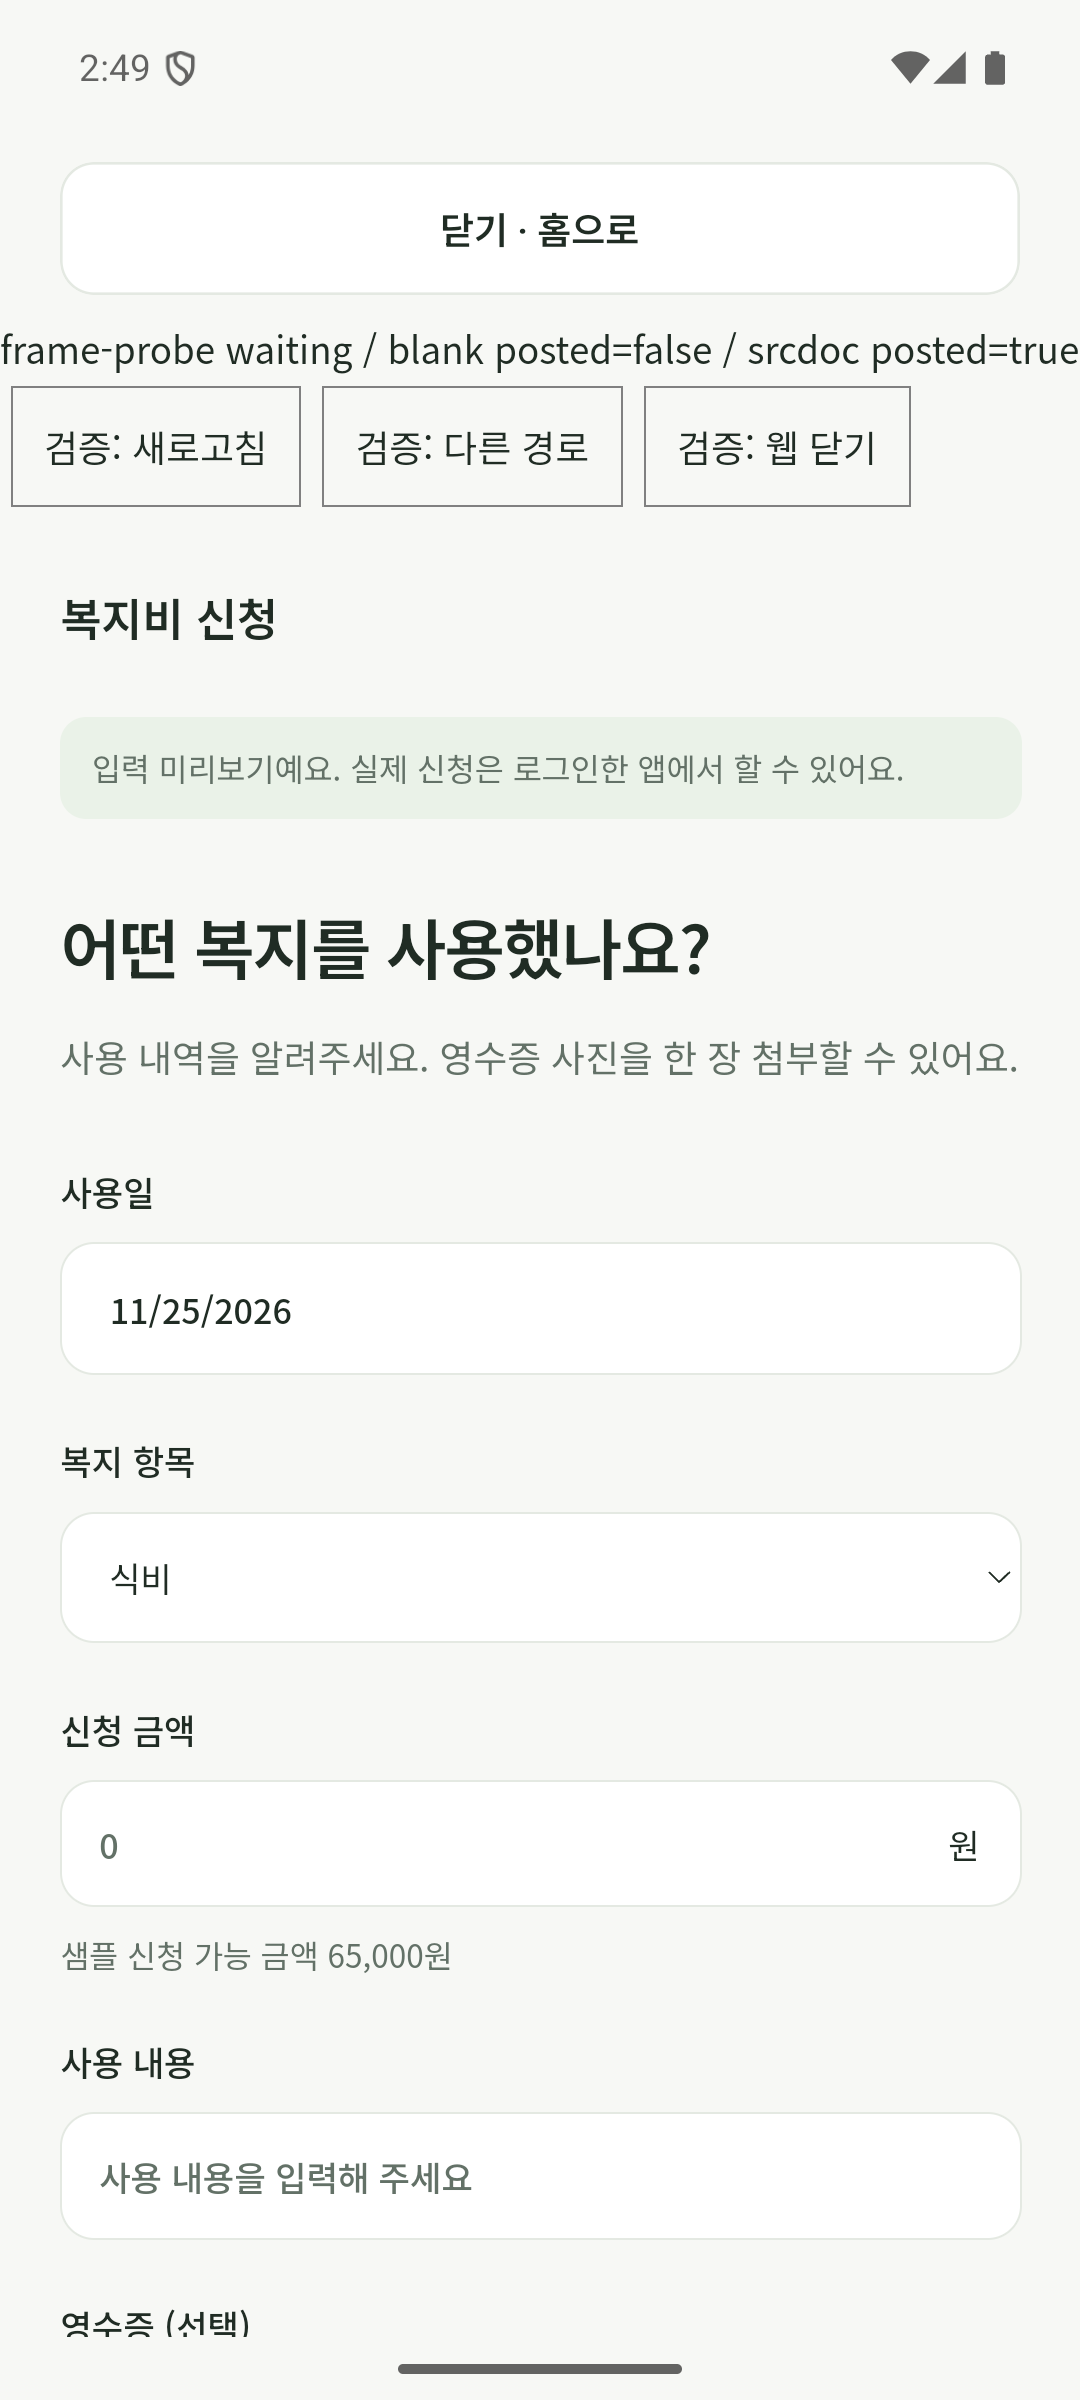 2:49
닫기 · 홈으로
frame-probe waiting / blank posted=false / srcdoc posted=true
검증: 새로고침 검증: 다른 경로 검증: 웹 닫기
복지비 신청
입력 미리보기예요. 실제 신청은 로그인한 앱에서 할 수 있어요.
어떤 복지를 사용했나요?
사용 내역을 알려주세요. 영수증 사진을 한 장 첨부할 수 있어요.
사용일
11/25/2026
복지 항목
식비
신청 금액
0 원
샘플 신청 가능 금액 65,000원
사용 내용
사용 내용을 입력해 주세요
영수증 (선택)